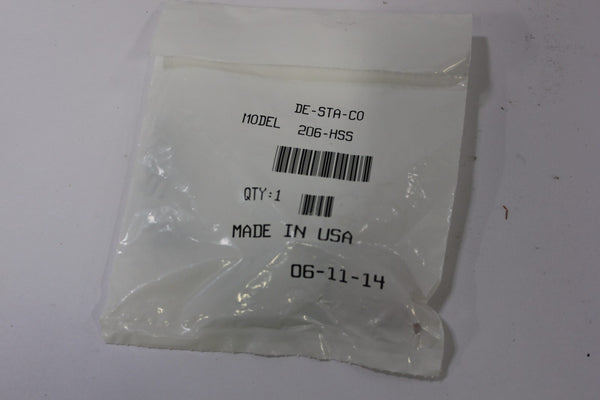 DE-STA-CO
MODEL 206-HSS
QTY:1
MADE IN USA
06-11-14